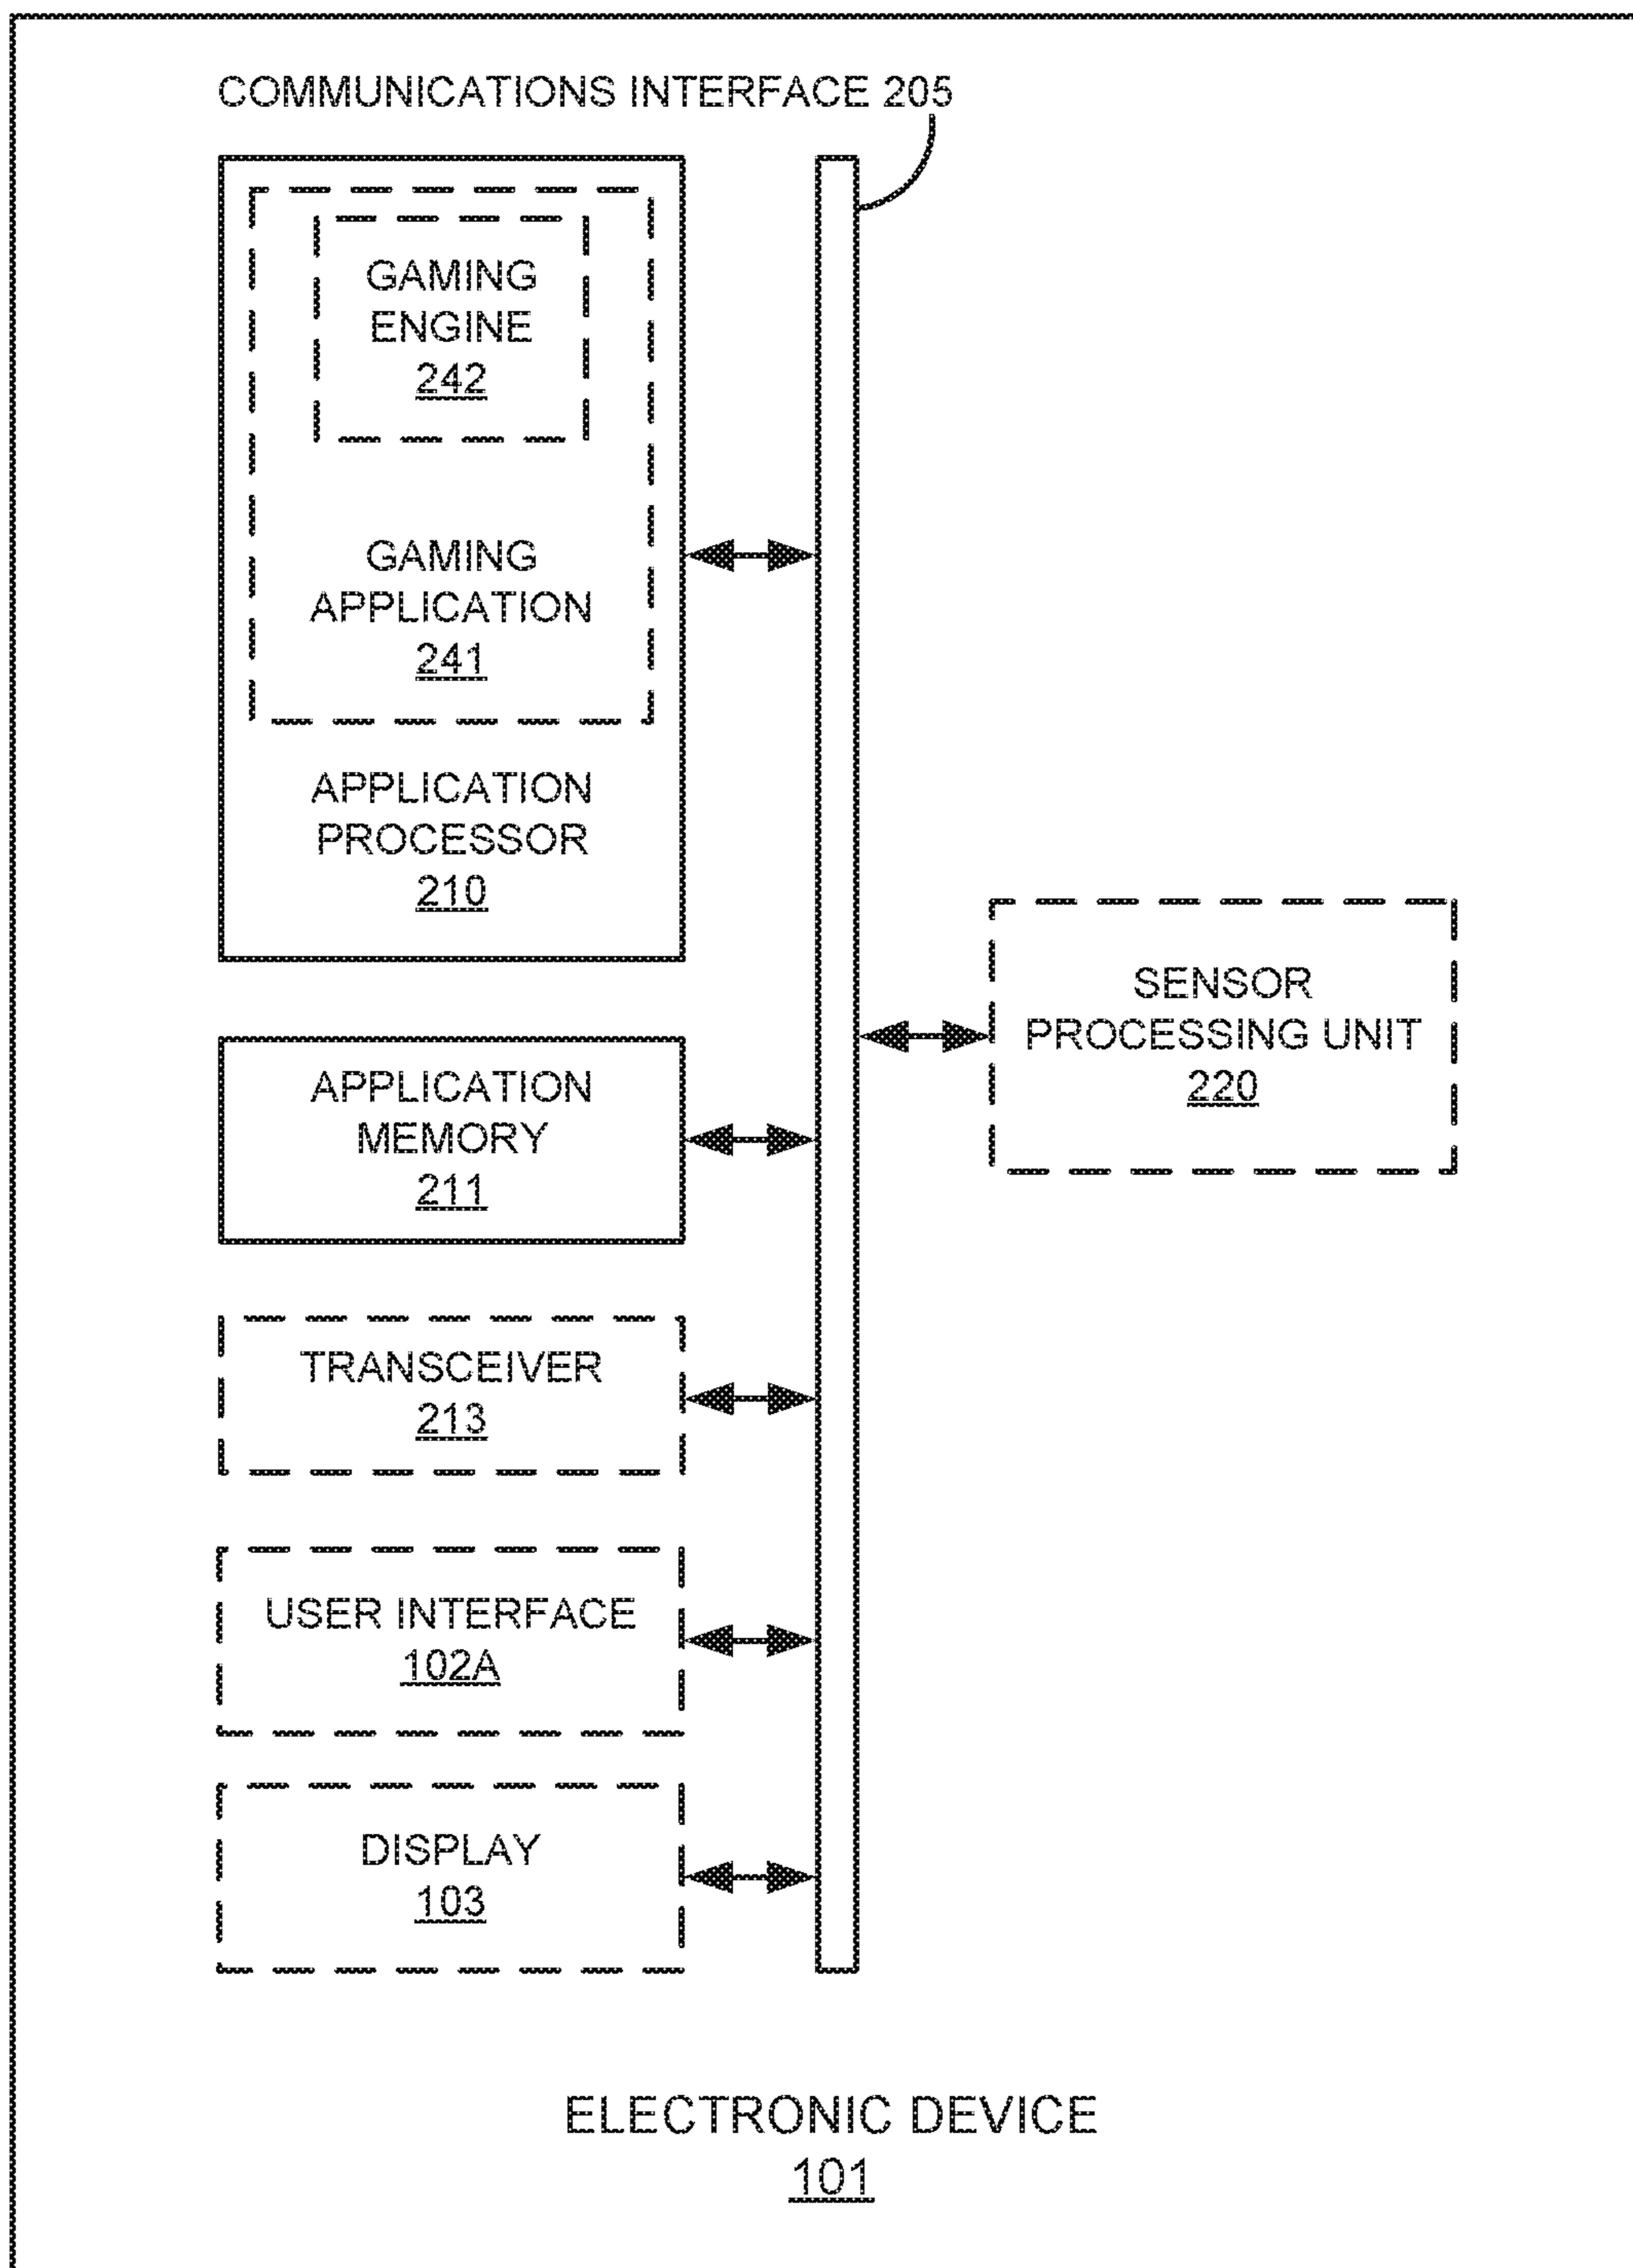 COMMUNICATIONS INTERFACE 205
GAMING
ENGINE
242
GAMING
APPLICATION
241
APPLICATION
PROCESSOR
210
SENSOR
PROCESSING UNIT
220
APPLICATION
MEMORY
211
TRANSCEIVER
213
USER INTERFACE
102A
DISPLAY
103
ELECTRONIC DEVICE
101